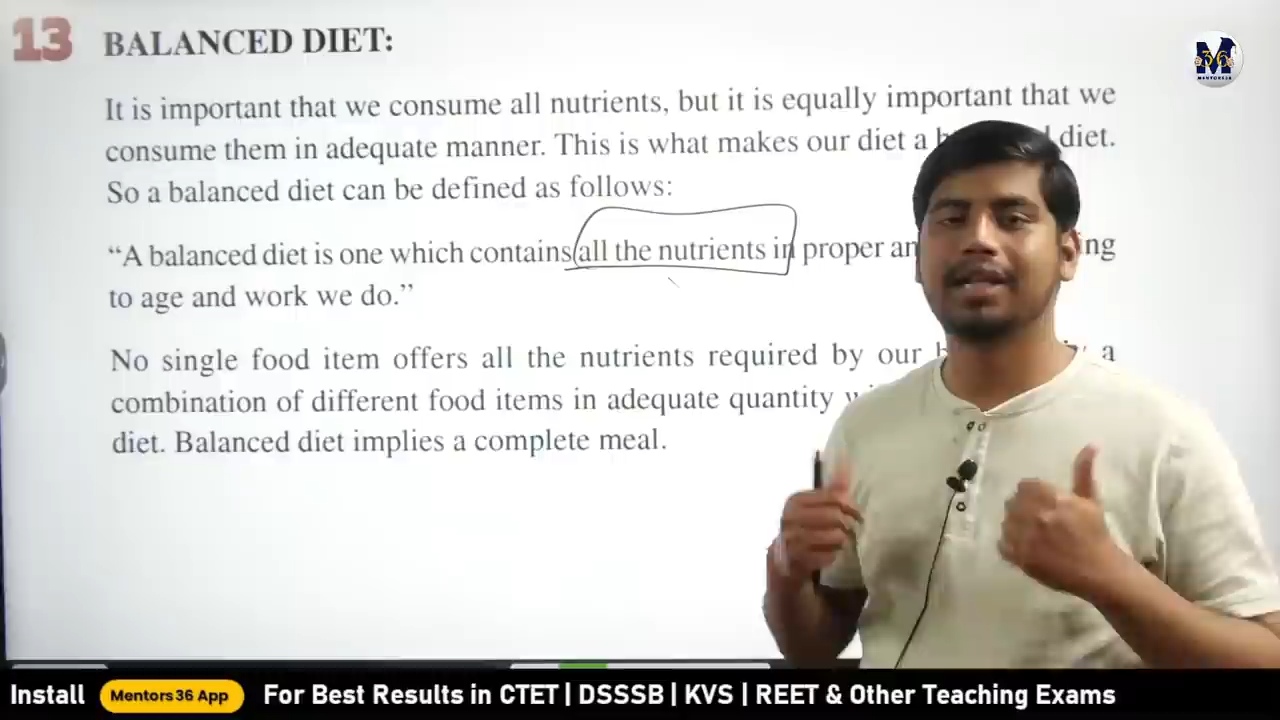 13 BALANCED DIET:
It is important that we consume all nutrients, but it is equally important that we
consume them in adequate manner. This is what makes our diet a diet.
So a balanced diet can be defined as follows:
“A balanced diet is one which contains all the nutrients in proper
to age and work we do.”
No single food item offers all the nutrients required by our a
combination of different food items in adequate quantity
diet. Balanced diet implies a complete meal.
M
36
MENTORS36
Install Mentors36 App For Best Results in CTET | DSSSB | KVS | REET & Other Teaching Exams